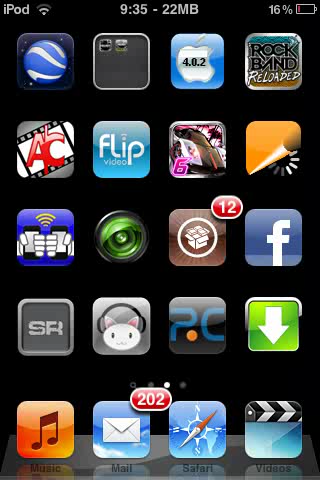 iPod 9:35 - 22MB 16%
4.0.2
ROCK BAND RELOADED
AC
flip
video
6
12
f
SR
PC
202
Music Mail Safari Videos